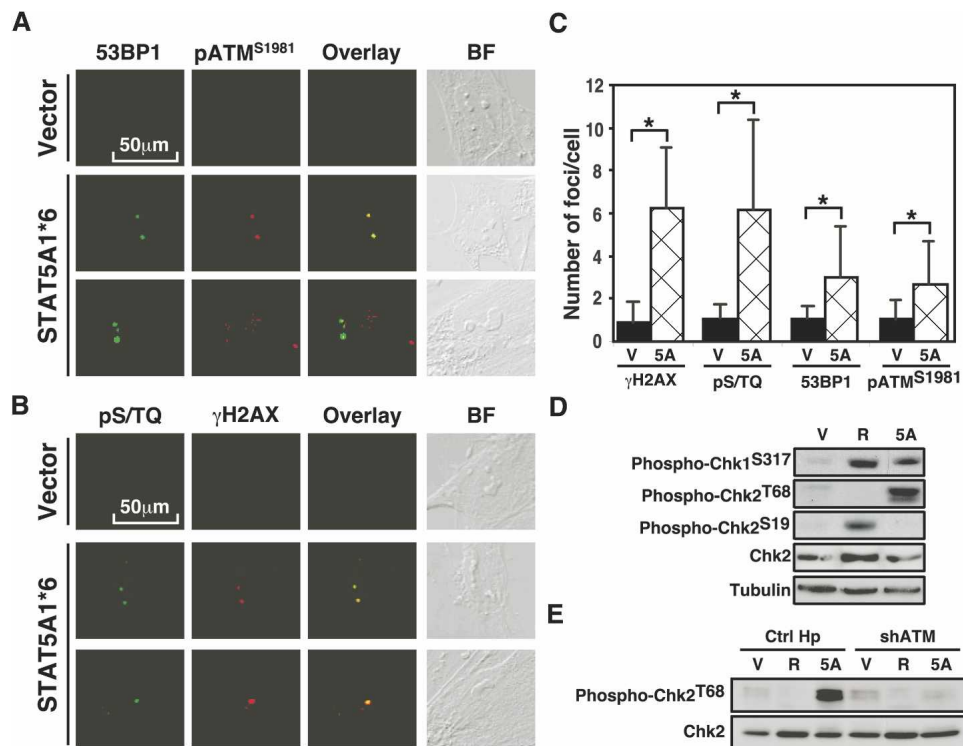 A
53BP1 pATMS1981 Overlay BF
Vector
50μm
STAT5A1*6
B
pS/TQ γH2AX Overlay BF
Vector
50μm
STAT5A1*6
C
Number of foci/cell
12
10
8
6
4
2
0
* * * *
V 5A V 5A V 5A V 5A
γH2AX pS/TQ 53BP1 pATMS1981
D
V R 5A
Phospho-Chk1S317
Phospho-Chk2T68
Phospho-Chk2S19
Chk2
Tubulin
E
Ctrl Hp shATM
V R 5A V R 5A
Phospho-Chk2T68
Chk2